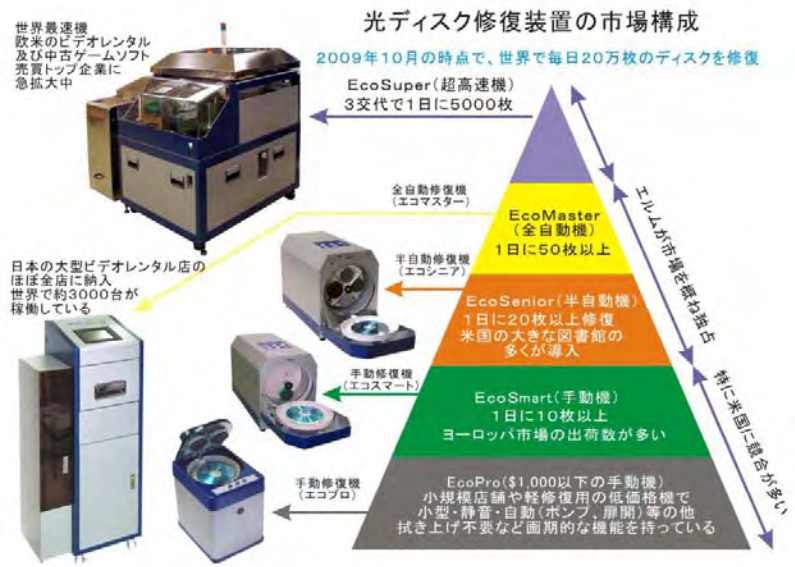 光ディスク修復装置の市場構成
2009年10月の時点で、世界で毎日20万枚のディスクを修復
世界最速機
欧米のビデオレンタル
及び中古ゲームソフト
売買トップ企業に
急拡大中
EcoSuper(超高速機)
3交代で1日に5000枚
全自動修復機
(エコマスター)
EcoMaster
(全自動機)
1日に50枚以上
日本の大型ビデオレンタル店の
ほぼ全店に納入
世界で約3000台が
稼働している
半自動修復機
(エコシニア)
EcoSenior(半自動機)
1日に20枚以上修復
米国の大きな図書館の
多くが導入
手動修復機
(エコスマート)
EcoSmart(手動機)
1日に10枚以上
ヨーロッパ市場の出荷数が多い
手動修復機
(エコプロ)
EcoPro($1,000以下の手動機)
小規模店舗や軽修復用の低価格機で
小型・静音・自動(ポンプ、扉開)等の他
拭き上げ不要など画期的な機能を持っている
エルムが市場を概ね独占
特に米国に競合が多い